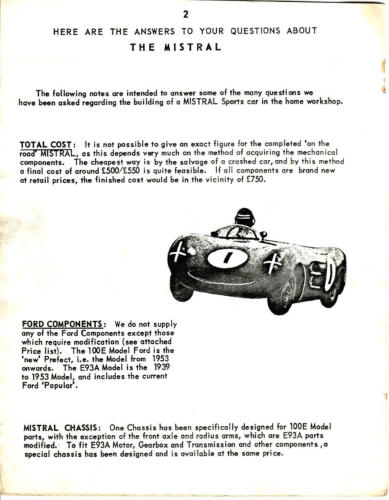 2
HERE ARE THE ANSWERS TO YOUR QUESTIONS ABOUT
THE MISTRAL
The following notes are intended to answer some of the many questions we
have been asked regarding the building of a MISTRAL Sports car in the home workshop.
TOTAL COST: It is not possible to give an exact figure for the completed 'on the
road' MISTRAL, as this depends very much on the method of acquiring the mechanical
components. The cheapest way is by the salvage of a crashed car, and by this method
a final cost of around £500/£550 is quite feasible. If all components are brand new
at retail prices, the finished cost would be in the vicinity of £750.
1
FORD COMPONENTS: We do not supply
any of the Ford Components except those
which require modification (see attached
Price list). The 100E Model Ford is the
'new' Prefect, i.e. the Model from 1953
onwards. The E93A Model is the 1939
to 1953 Model, and includes the current
Ford 'Popular'.
MISTRAL CHASSIS: One Chassis has been specifically designed for 100E Model
parts, with the exception of the front axle and radius arms, which are E93A parts
modified. To fit E93A Motor, Gearbox and Transmission and other components, a
special chassis has been designed and is available at the same price.